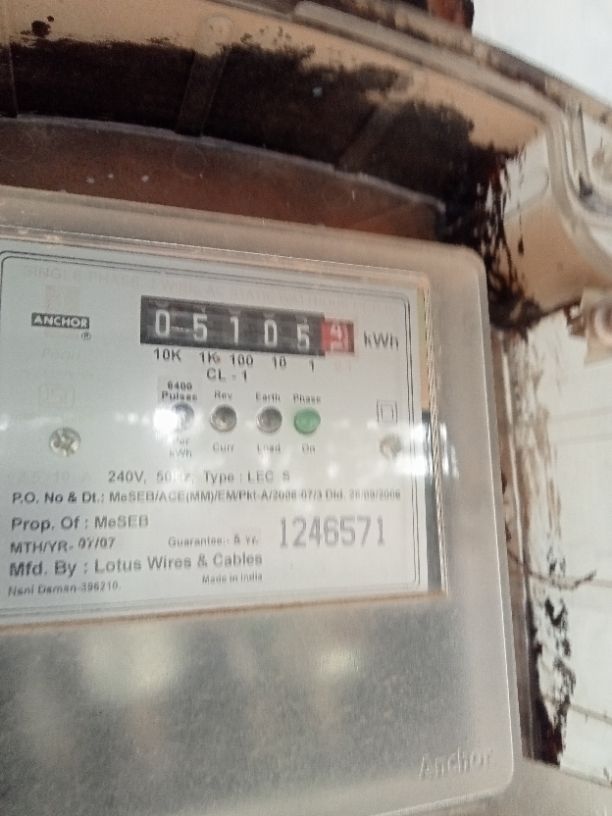 ANCHOR
0 5 1 0 5 kWh
10K 1K 100 10 1
CL - 1
6400 Pulses Rev Earth Phase
Per kWh Curr Load On
240V, 50Hz, Type : LEC S
P.O. No & Dt.: MeSEB/ACE(MM)/EM/Pkt-A/2006-07/3 Dtd. 26/09/2006
Prop. Of : MeSEB
MTH/YR- 07/07 Guarantee:- 5 Yr. 1246571
Mfd. By : Lotus Wires & Cables
Nani Daman-396210. Made in India
Anchor